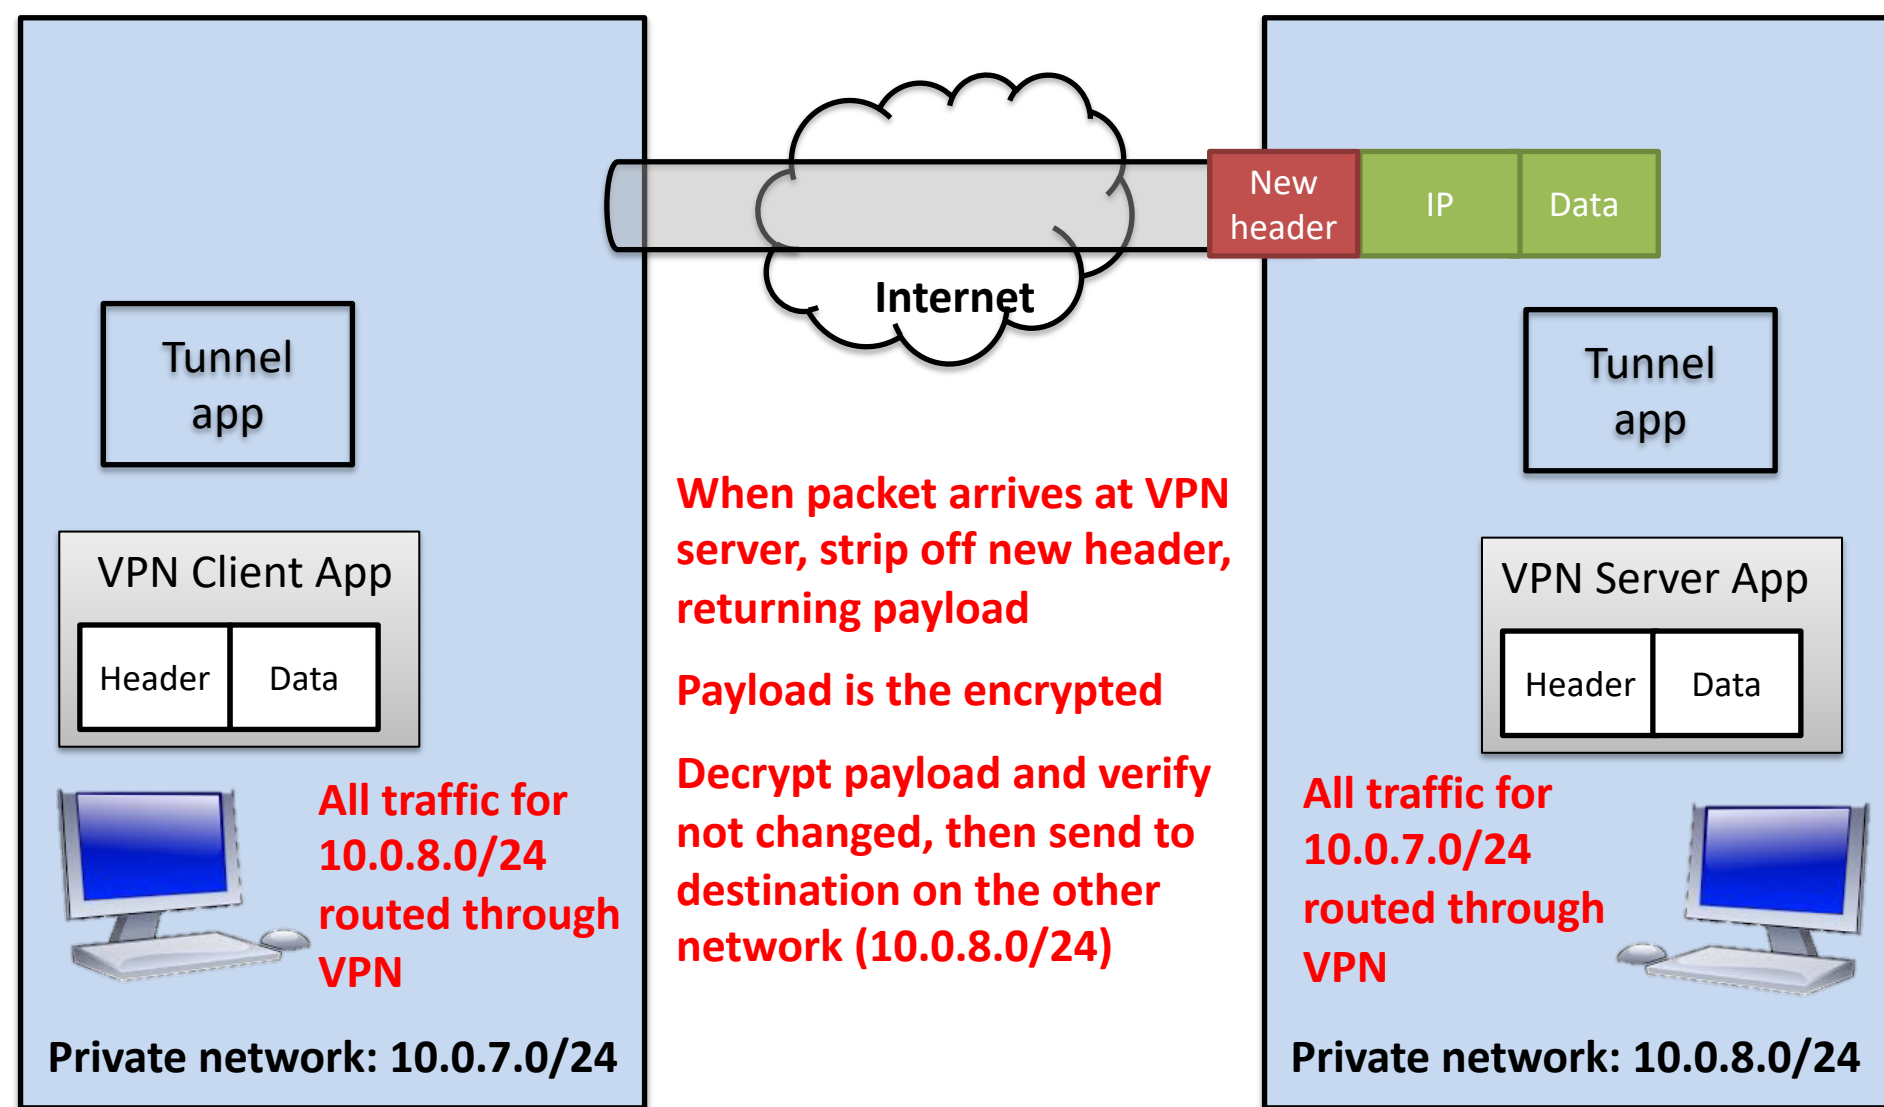 New
header
IP
Data
Internet
Tunnel
app
Tunnel
app
VPN Client App
Header
Data
When packet arrives at VPN
server, strip off new header,
returning payload
Payload is the encrypted
Decrypt payload and verify
not changed, then send to
destination on the other
network (10.0.8.0/24)
VPN Server App
Header
Data
All traffic for
10.0.8.0/24
routed through
VPN
All traffic for
10.0.7.0/24
routed through
VPN
Private network: 10.0.7.0/24
Private network: 10.0.8.0/24